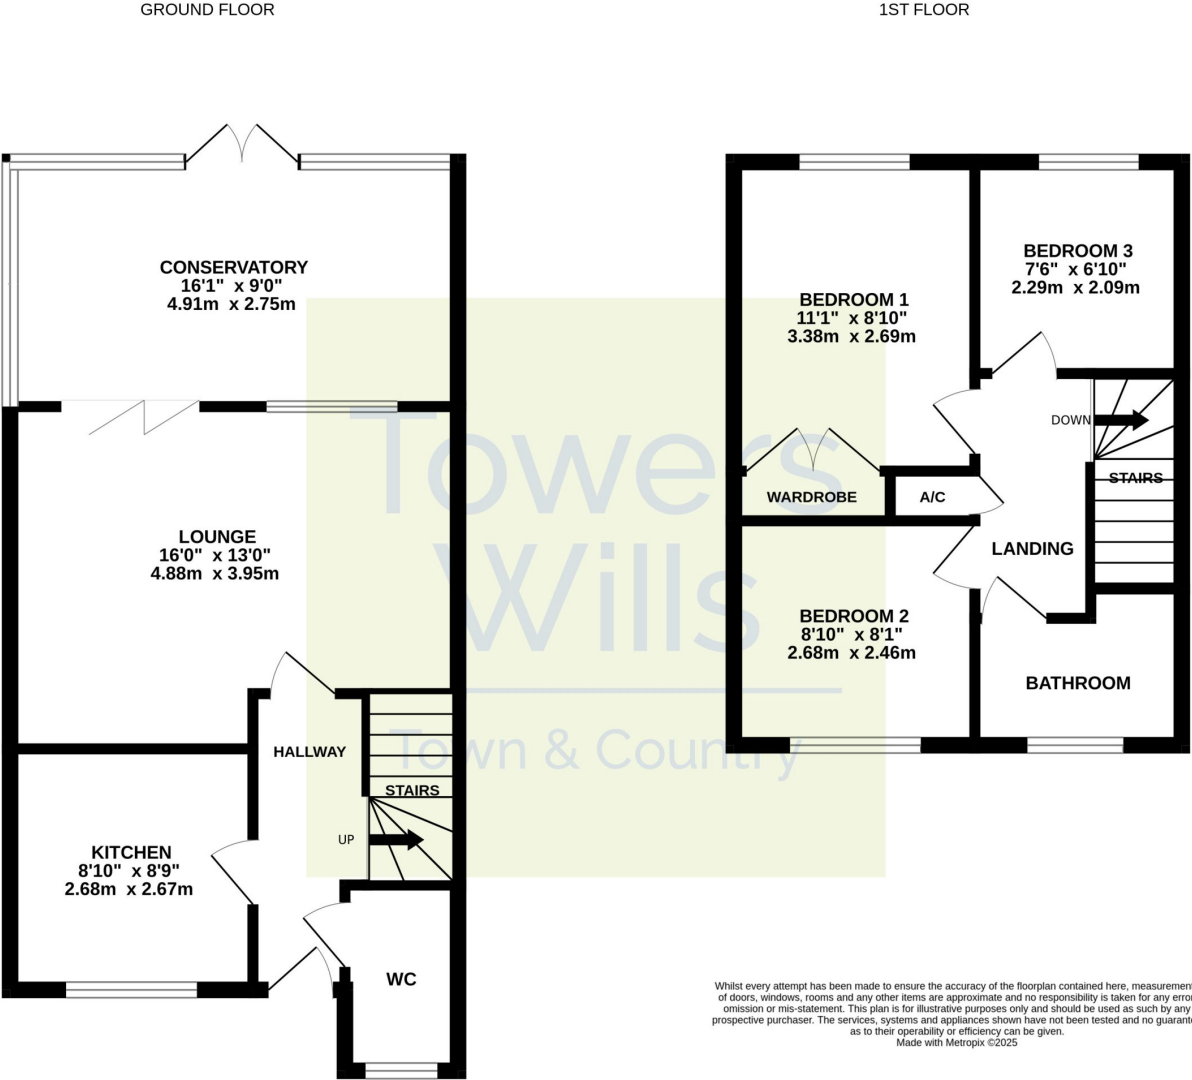 GROUND FLOOR
1ST FLOOR
CONSERVATORY
16'1" x 9'0"
4.91m x 2.75m
LOUNGE
16'0" x 13'0"
4.88m x 3.95m
HALLWAY
STAIRS
UP
KITCHEN
8'10" x 8'9"
2.68m x 2.67m
WC
BEDROOM 1
11'1" x 8'10"
3.38m x 2.69m
BEDROOM 3
7'6" x 6'10"
2.29m x 2.09m
DOWN
STAIRS
WARDROBE
A/C
LANDING
BEDROOM 2
8'10" x 8'1"
2.68m x 2.46m
BATHROOM
Towers
Wills
Town & Country
Whilst every attempt has been made to ensure the accuracy of the floorplan contained here, measurement
of doors, windows, rooms and any other items are approximate and no responsibility is taken for any error
omission or mis-statement. This plan is for illustrative purposes only and should be used as such by any
prospective purchaser. The services, systems and appliances shown have not been tested and no guarant
as to their operability or efficiency can be given.
Made with Metropix ©2025